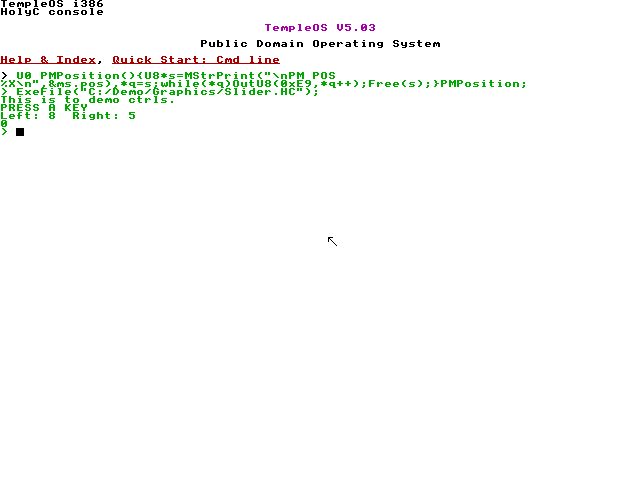 TempleOS i386
HolyC console
TempleOS V5.03
Public Domain Operating System
Help & Index, Quick Start: Cmd line
> U0 PMPosition(){U8*s=MStrPrint("\nPM_POS
%X\n",&ms.pos),*q=s;while(*q)OutU8(0xE9,*q++);Free(s);}PMPosition;
> ExeFile("C:/Demo/Graphics/Slider.HC");
This is to demo ctrls.
PRESS A KEY
Left: 8  Right: 5
0
>